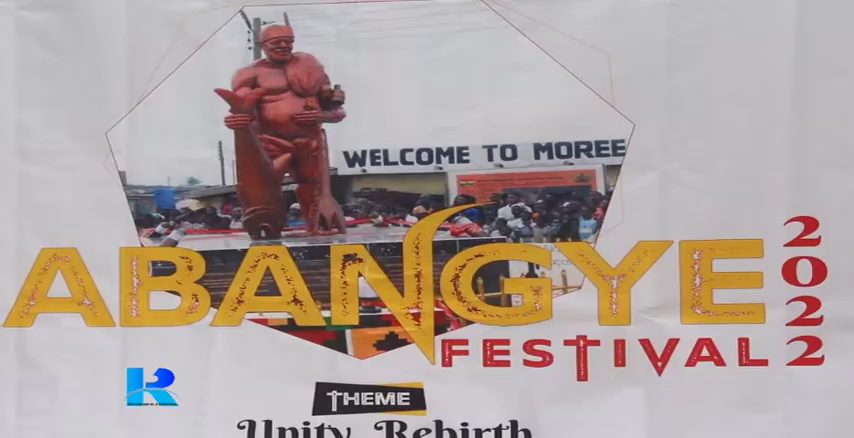 WELCOME TO MOREE
ABANGYE
2022
FESTIVAL
THEME
Unity Rebirth